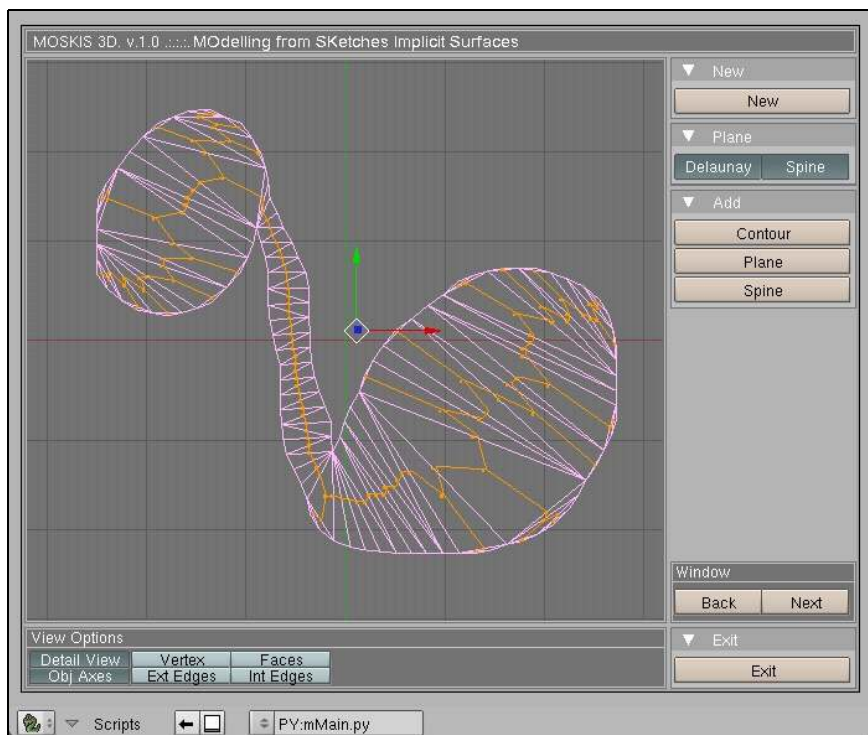 MOSKIS 3D. v.1.0 .:::::. MOdelling from SKetches Implicit Surfaces
New
New
Plane
Delaunay Spine
Add
Contour
Plane
Spine
Window
Back Next
View Options
Detail View Vertex Faces
Obj Axes Ext Edges Int Edges
Exit
Exit
Scripts PY:mMain.py